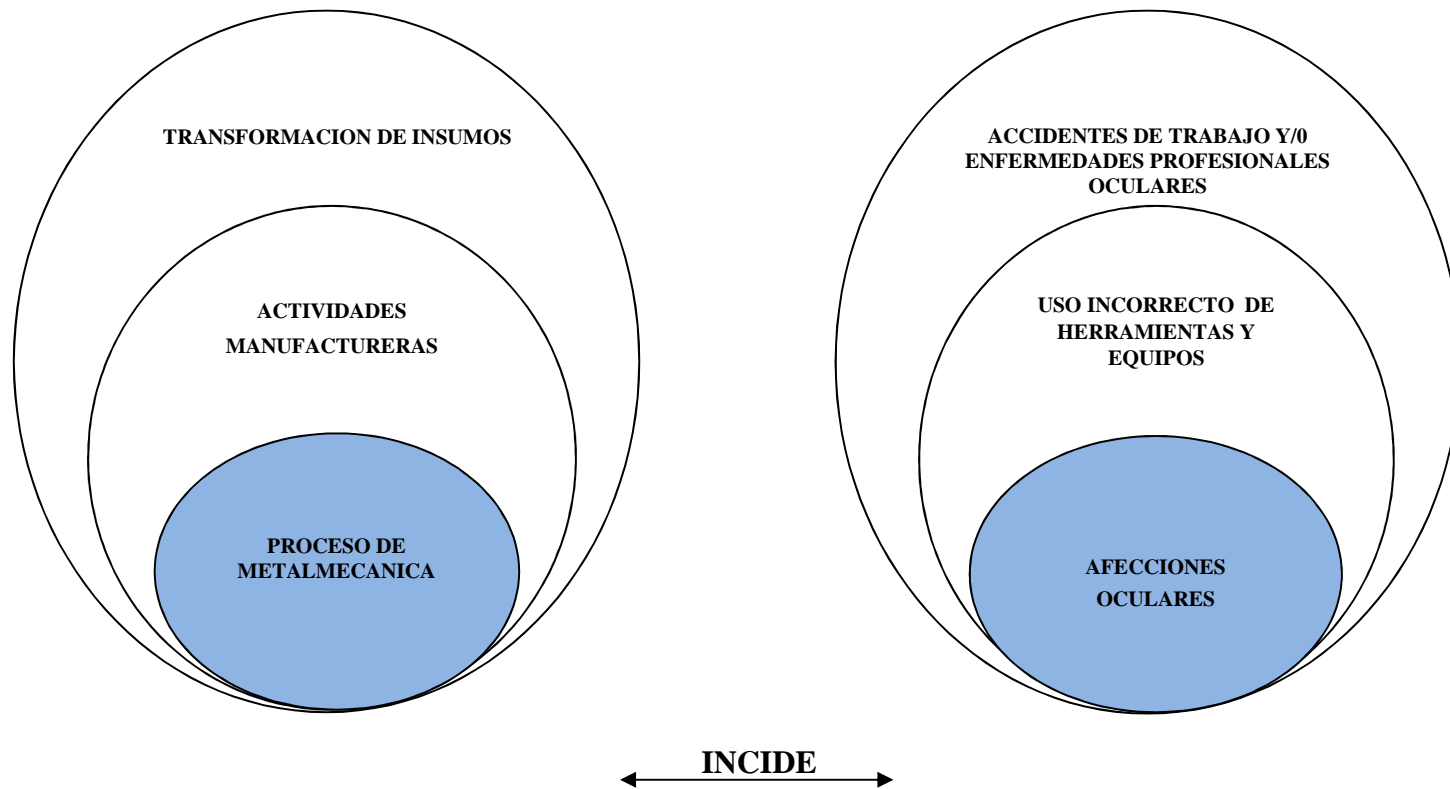 TRANSFORMACION DE INSUMOS
ACTIVIDADES
MANUFACTURERAS
PROCESO DE
METALMECANICA
ACCIDENTES DE TRABAJO Y/0
ENFERMEDADES PROFESIONALES
OCULARES
USO INCORRECTO DE
HERRAMIENTAS Y
EQUIPOS
AFECCIONES
OCULARES
INCIDE